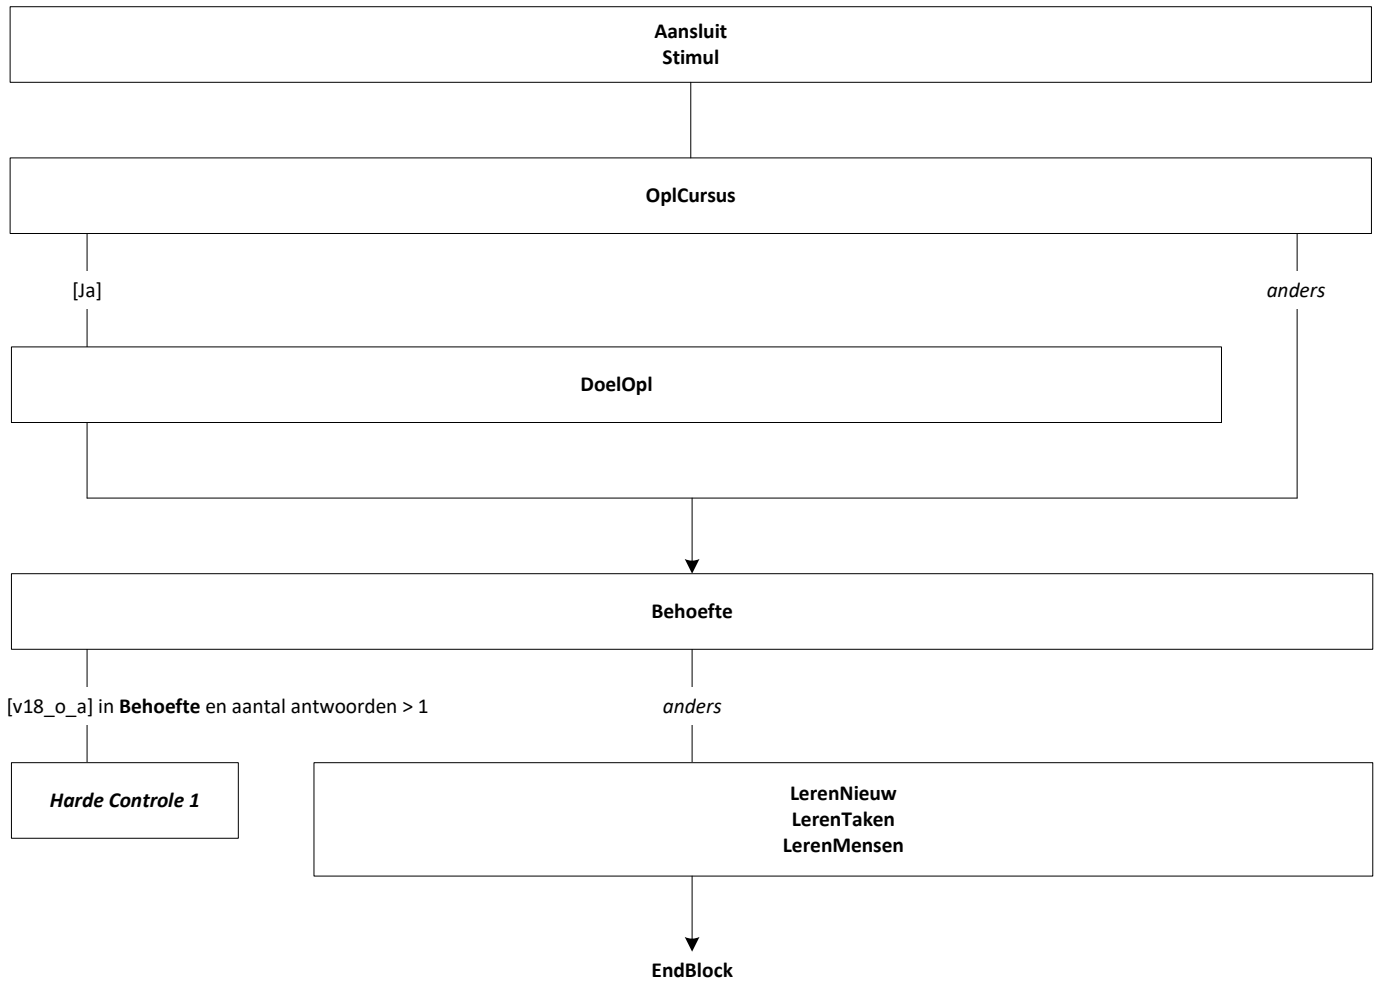 Aansluit
Stimul
OplCursus
[Ja]
anders
DoelOpl
Behoefte
[v18_o_a] in Behoefte en aantal antwoorden > 1
anders
Harde Controle 1
LerenNieuw
LerenTaken
LerenMensen
EndBlock